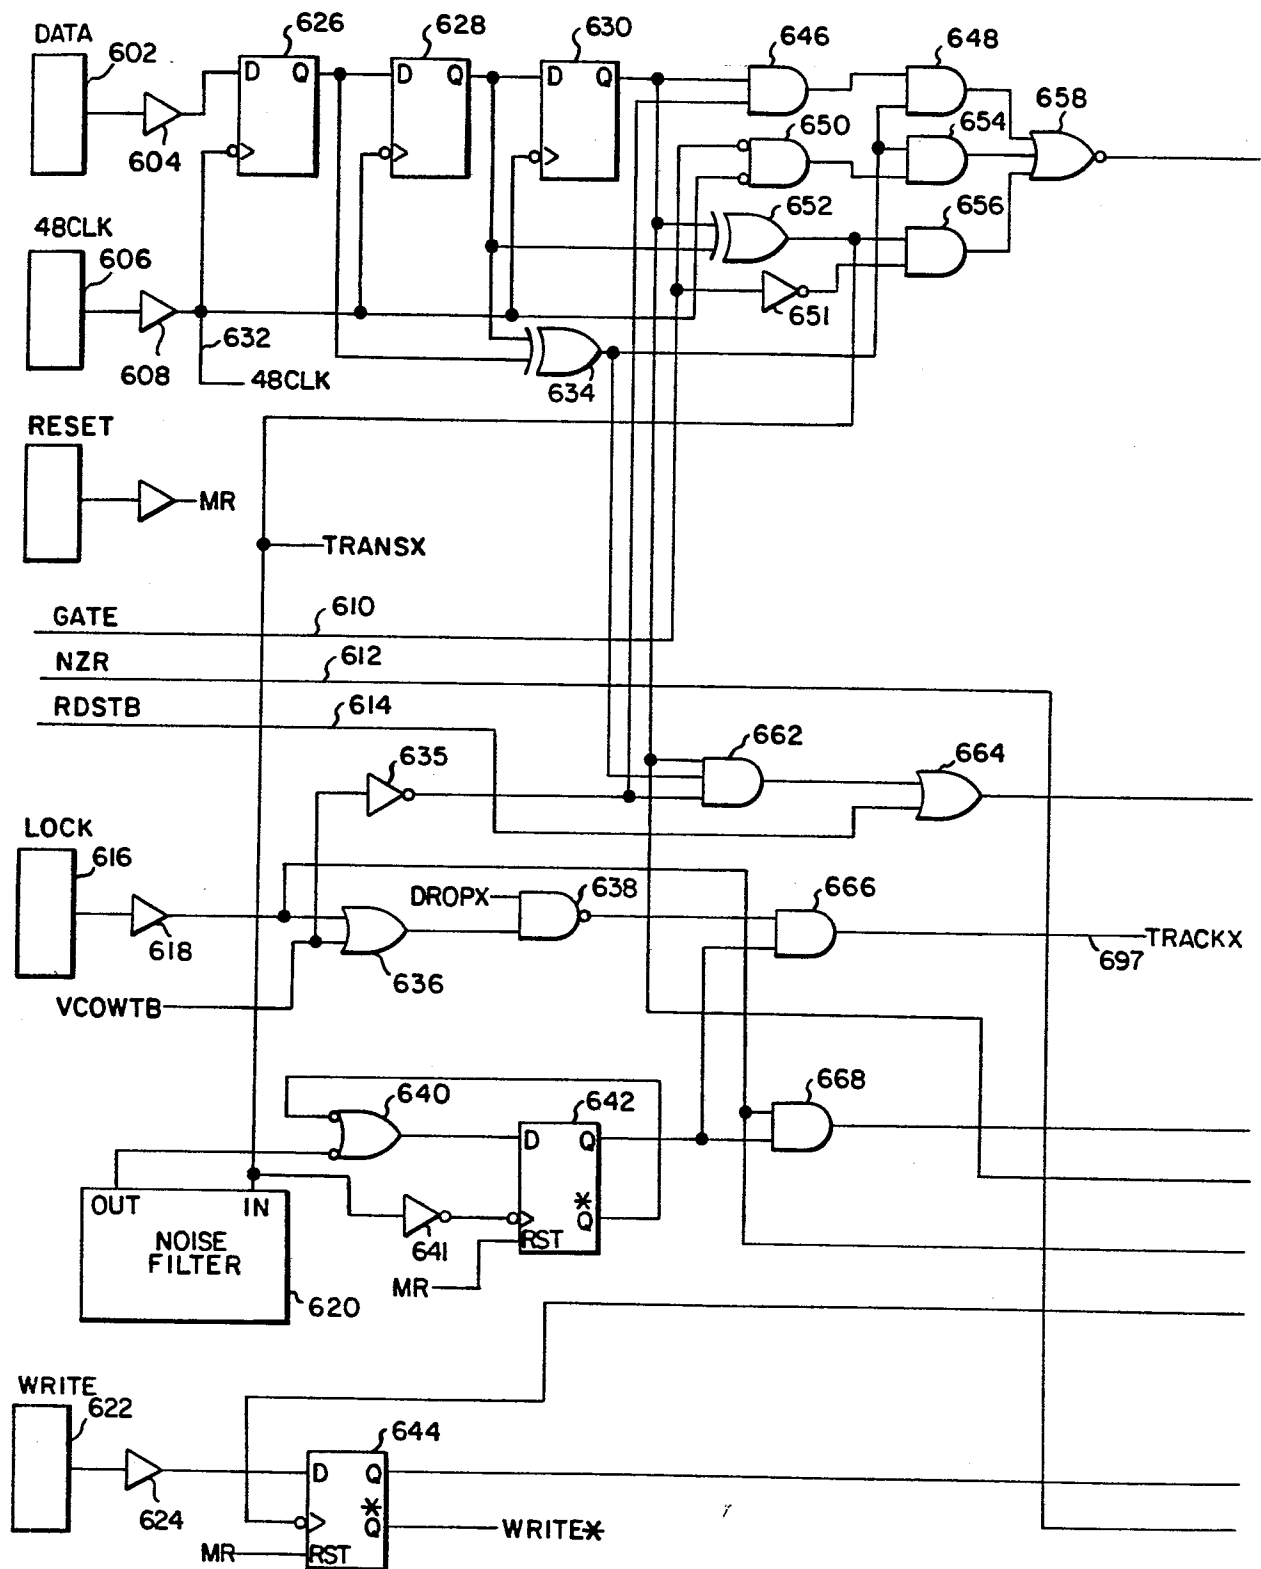 DATA
602
604
626
D Q
628
D Q
630
D Q
646
648
650
654
658
652
656
651
48CLK
606
608
632
48CLK
634
RESET
MR
TRANSX
GATE
610
NZR
612
RDSTB
614
635
662
664
LOCK
616
618
DROPX
638
636
666
TRACKX
697
VCOWTB
640
642
D Q
*
Q
RST
668
OUT IN
NOISE
FILTER
620
641
MR
WRITE
622
624
644
D Q
*
Q
RST
MR
WRITE*